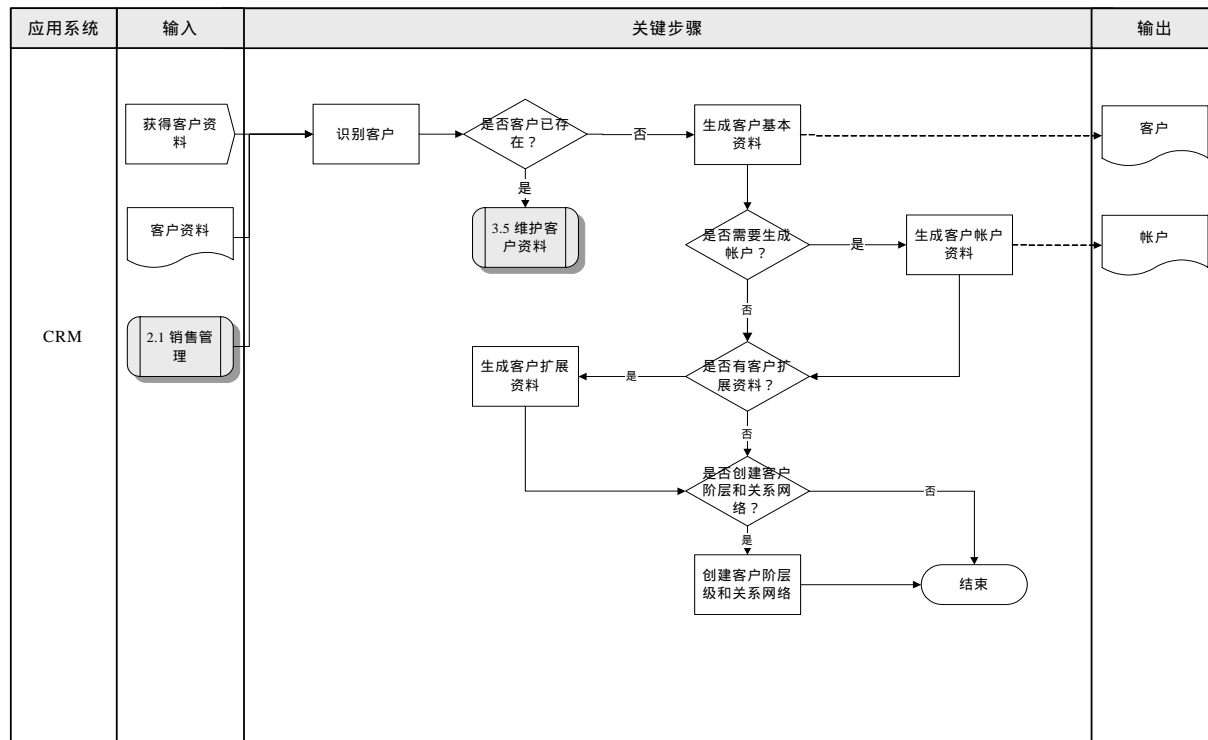 应用系统
输入
关键步骤
输出
CRM
获得客户资
料
识别客户
是否客户已存
在？
否
生成客户基本
资料
客户
是
客户资料
3.5 维护客
户资料
是否需要生成
帐户？
是
生成客户帐户
资料
帐户
2.1 销售管
理
否
生成客户扩展
资料
是
是否有客户扩
展资料？
否
是否创建客户
阶层和关系网
络？
否
是
创建客户阶层
级和关系网络
结束